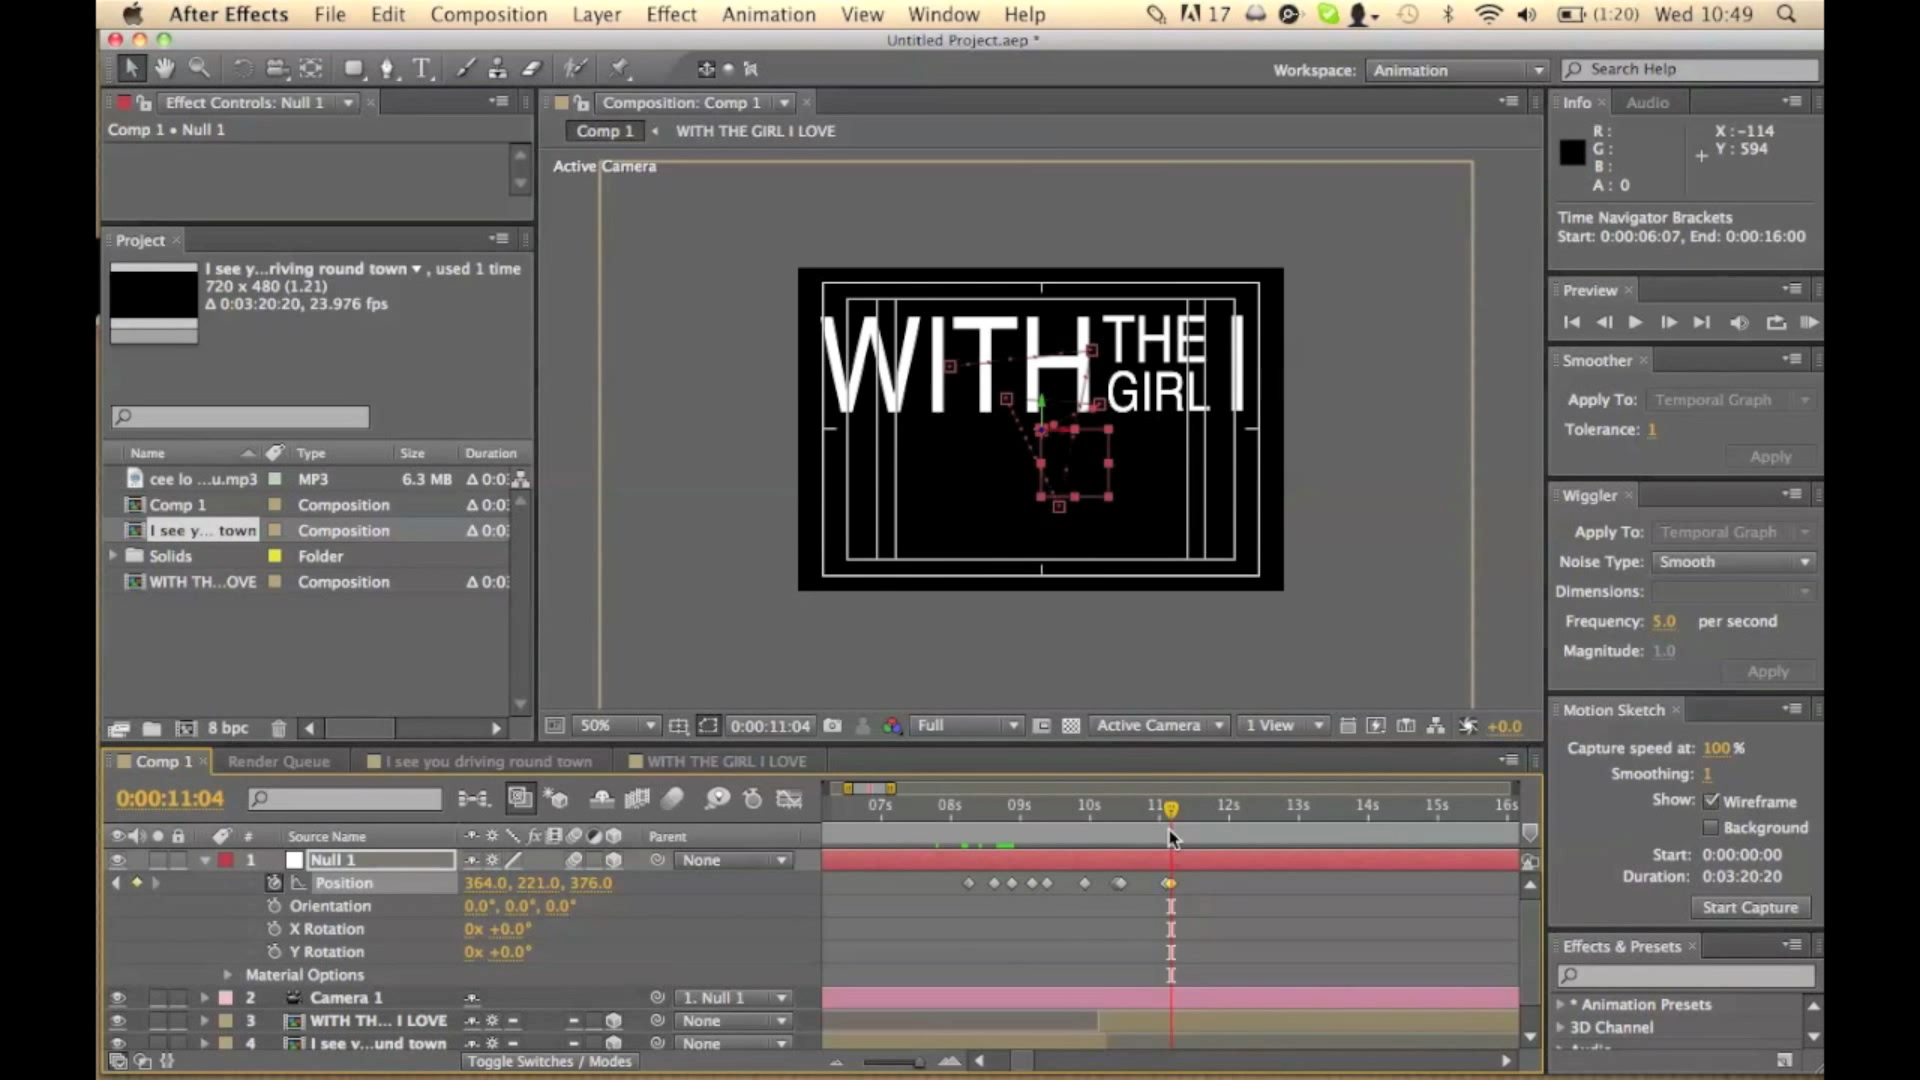 After Effects File Edit Composition Layer Effect Animation View Window Help 17 (1:20) Wed 10:49
Untitled Project.aep *
Workspace: Animation Search Help
Effect Controls: Null 1
Comp 1 • Null 1
Project
I see y...riving round town ▾ , used 1 time
720 x 480 (1.21)
Δ 0:03:20:20, 23.976 fps
Name Type Size Duration
cee lo ...u.mp3 MP3 6.3 MB Δ 0:0
Comp 1 Composition Δ 0:0
I see y... town Composition Δ 0:0
Solids Folder
WITH TH...OVE Composition Δ 0:0
8 bpc
Composition: Comp 1
Comp 1 WITH THE GIRL I LOVE
Active Camera
WITH THE GIRL I
50% 0:00:11:04 Full Active Camera 1 View +0.0
Info Audio
R :
G :
B :
A : 0
X : -114
Y : 594
Time Navigator Brackets
Start: 0:00:06:07, End: 0:00:16:00
Preview
Smoother
Apply To: Temporal Graph
Tolerance: 1
Apply
Wiggler
Apply To: Temporal Graph
Noise Type: Smooth
Dimensions:
Frequency: 5.0 per second
Magnitude: 1.0
Apply
Motion Sketch
Capture speed at: 100 %
Smoothing: 1
Show: Wireframe
Background
Start: 0:00:00:00
Duration: 0:03:20:20
Start Capture
Effects & Presets
* Animation Presets
3D Channel
Comp 1 Render Queue I see you driving round town WITH THE GIRL I LOVE
0:00:11:04
07s 08s 09s 10s 11 12s 13s 14s 15s 16s
# Source Name Parent
1 Null 1 None
Position 364.0, 221.0, 376.0
Orientation 0.0°, 0.0°, 0.0°
X Rotation 0x +0.0°
Y Rotation 0x +0.0°
Material Options
2 Camera 1 1. Null 1
3 WITH TH... I LOVE None
4 I see y...und town None
Toggle Switches / Modes